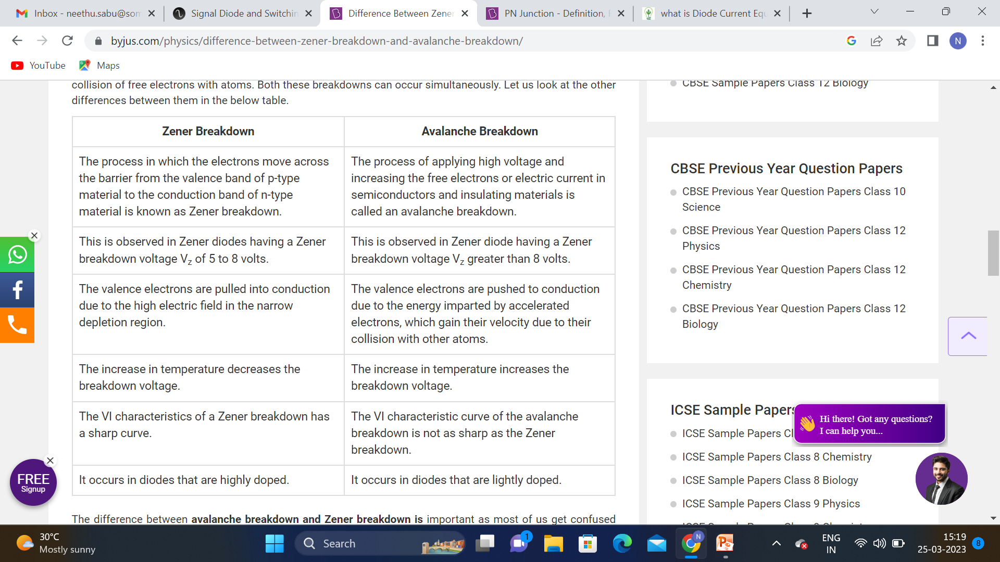 Inbox - neethu.sabu@som
Signal Diode and Switchin
Difference Between Zener
PN Junction - Definition,
what is Diode Current Equ
byjus.com/physics/difference-between-zener-breakdown-and-avalanche-breakdown/
N
YouTube
Maps
collision of free electrons with atoms. Both these breakdowns can occur simultaneously. Let us look at the other
differences between them in the below table.
Zener Breakdown
Avalanche Breakdown
The process in which the electrons move across
the barrier from the valence band of p-type
material to the conduction band of n-type
material is known as Zener breakdown.
The process of applying high voltage and
increasing the free electrons or electric current in
semiconductors and insulating materials is
called an avalanche breakdown.
This is observed in Zener diodes having a Zener
breakdown voltage Vz of 5 to 8 volts.
This is observed in Zener diode having a Zener
breakdown voltage Vz greater than 8 volts.
The valence electrons are pulled into conduction
due to the high electric field in the narrow
depletion region.
The valence electrons are pushed to conduction
due to the energy imparted by accelerated
electrons, which gain their velocity due to their
collision with other atoms.
The increase in temperature decreases the
breakdown voltage.
The increase in temperature increases the
breakdown voltage.
The VI characteristics of a Zener breakdown has
a sharp curve.
The VI characteristic curve of the avalanche
breakdown is not as sharp as the Zener
breakdown.
It occurs in diodes that are highly doped.
It occurs in diodes that are lightly doped.
The difference between avalanche breakdown and Zener breakdown is important as most of us get confused
CBSE Sample Papers Class 12 Biology
CBSE Previous Year Question Papers
CBSE Previous Year Question Papers Class 10
Science
CBSE Previous Year Question Papers Class 12
Physics
CBSE Previous Year Question Papers Class 12
Chemistry
CBSE Previous Year Question Papers Class 12
Biology
ICSE Sample Papers
ICSE Sample Papers Cl
ICSE Sample Papers Class 8 Chemistry
ICSE Sample Papers Class 8 Biology
ICSE Sample Papers Class 9 Physics
Hi there! Got any questions?
I can help you...
FREE
Signup
30°C
Mostly sunny
Search
1
N
ENG
IN
15:19
25-03-2023
8